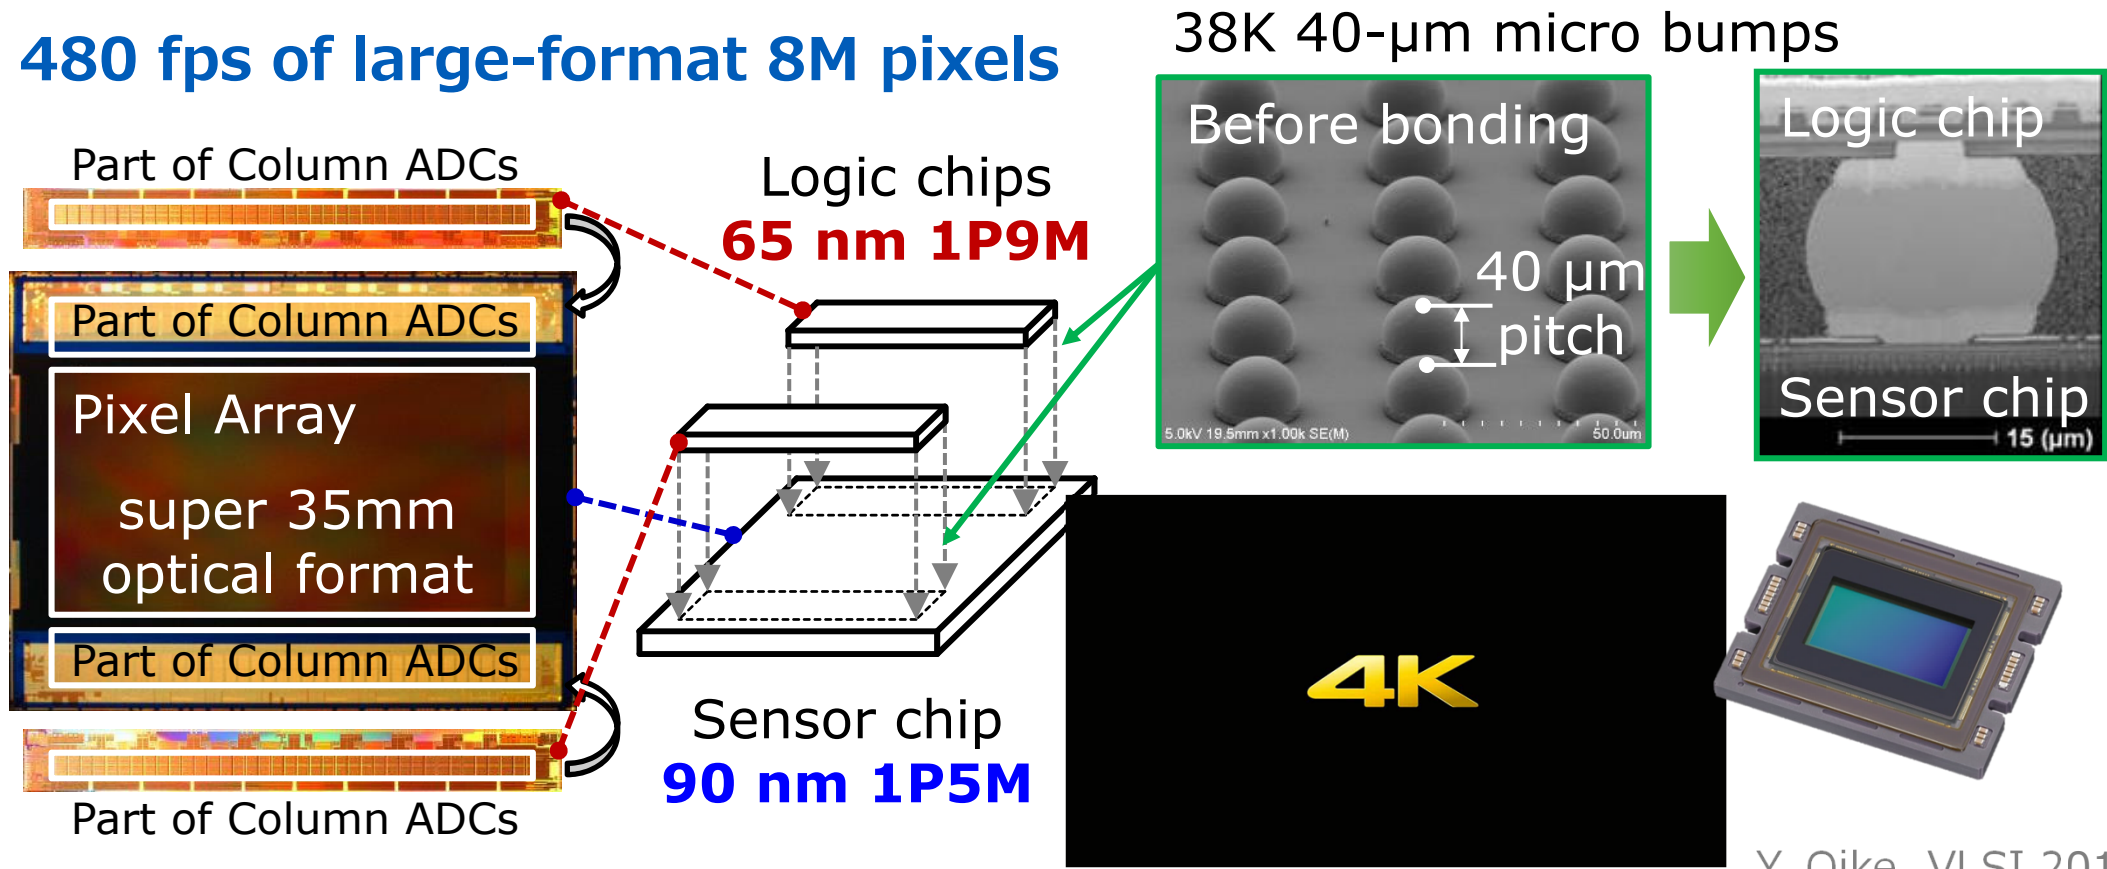 480 fps of large-format 8M pixels
38K 40-µm micro bumps
Part of Column ADCs
Part of Column ADCs
Pixel Array
super 35mm
optical format
Part of Column ADCs
Part of Column ADCs
Logic chips
65 nm 1P9M
Sensor chip
90 nm 1P5M
Before bonding
40 µm
pitch
5.0kV 19.5mm x1.00k SE(M)
50.0um
Logic chip
Sensor chip
15 (µm)
4K
Y. Oike, VLSI 201